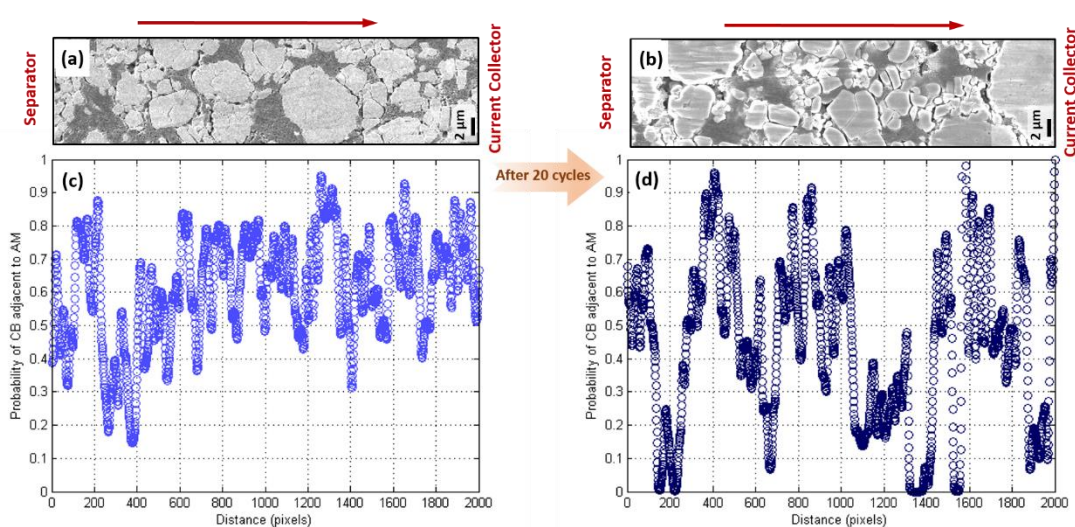 (a)
Separator
Current Collector
2 µm
(b)
Separator
Current Collector
2 µm
After 20 cycles
(c)
Probability of CB adjacent to AM
1
0.9
0.8
0.7
0.6
0.5
0.4
0.3
0.2
0.1
0
0 200 400 600 800 1000 1200 1400 1600 1800 2000
Distance (pixels)
(d)
Probability of CB adjacent to AM
1
0.9
0.8
0.7
0.6
0.5
0.4
0.3
0.2
0.1
0
0 200 400 600 800 1000 1200 1400 1600 1800 2000
Distance (pixels)